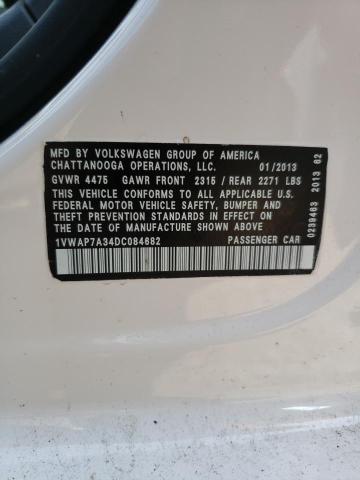 MFD BY VOLKSWAGEN GROUP OF AMERICA
CHATTANOOGA OPERATIONS, LLC. 01/2013
GVWR 4475 GAWR FRONT 2315 / REAR 2271 LBS
THIS VEHICLE CONFORMS TO ALL APPLICABLE U.S.
FEDERAL MOTOR VEHICLE SAFETY, BUMPER AND
THEFT PREVENTION STANDARDS IN EFFECT ON
THE DATE OF MANUFACTURE SHOWN ABOVE.
1VWAP7A34DC084682 PASSENGER CAR
0239463 2013 62